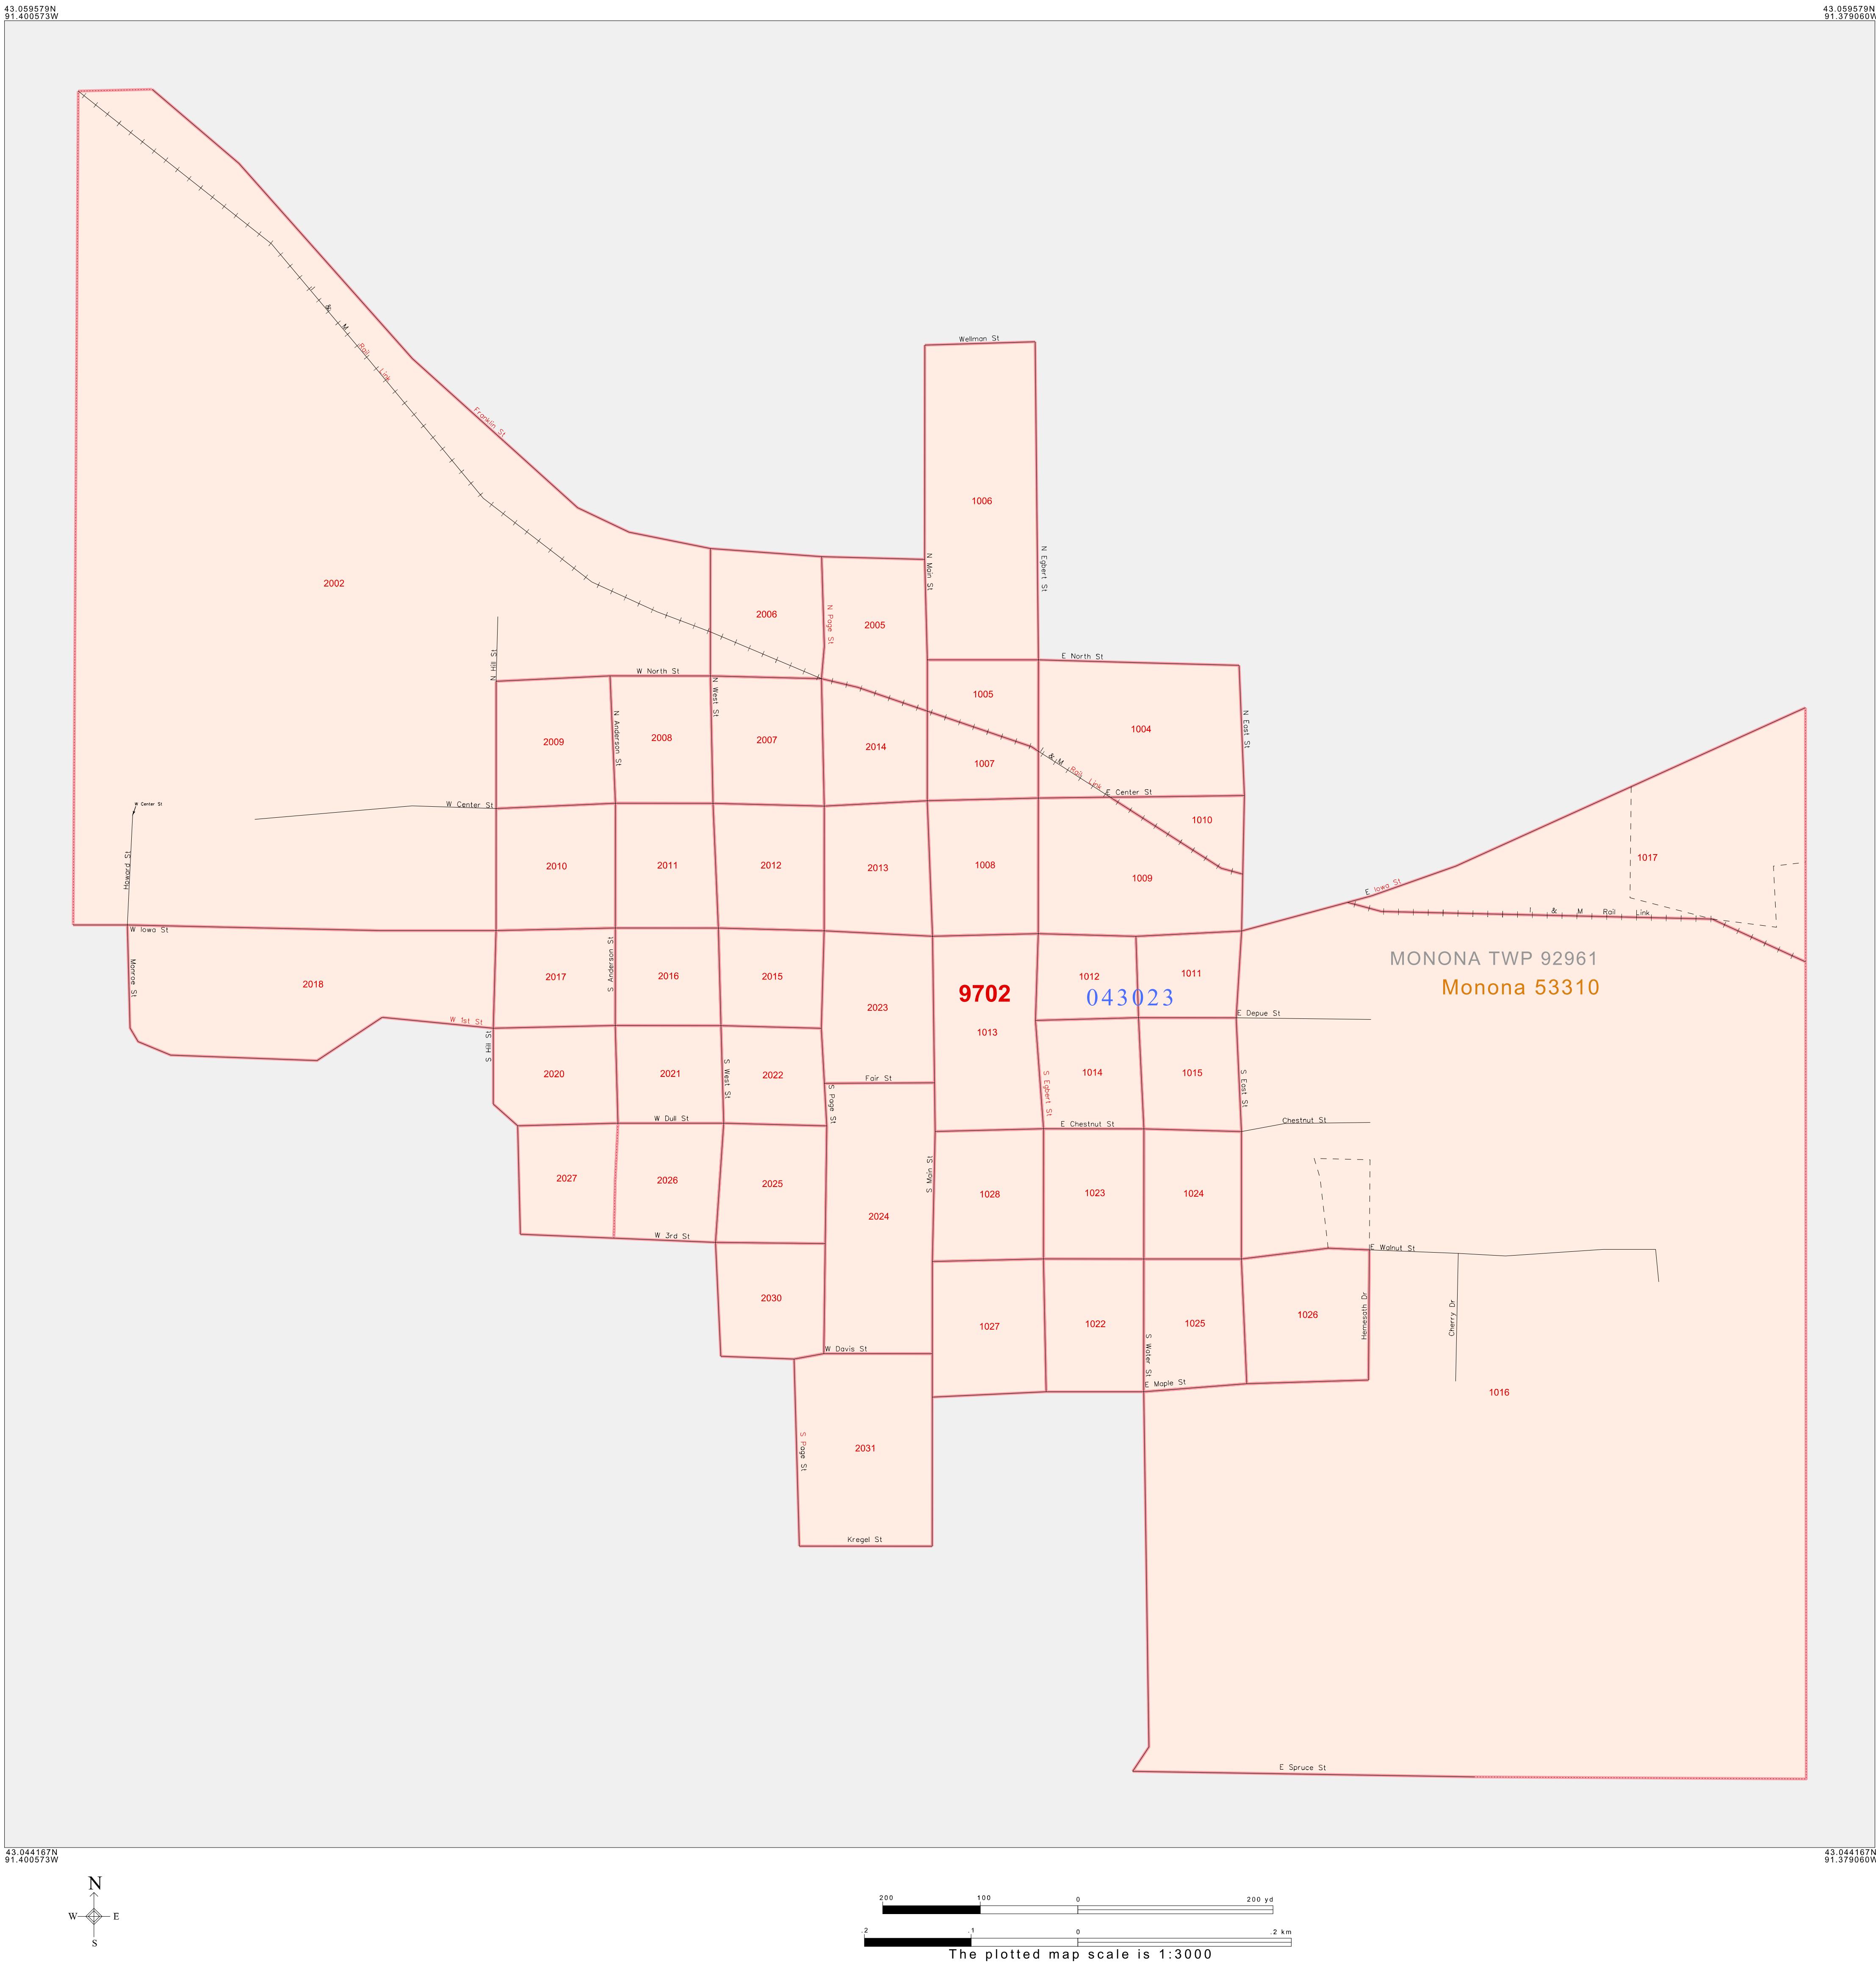 43.059579N
91.400573W
43.059579N
91.379060W
Wellman St
I & M Rail Link
Franklin St
1006
N Main St
N Egbert St
2002
2006
N Page St
2005
N Hill St
W North St
E North St
N West St
1005
N Anderson St
2009
2008
2007
2014
1004
N East St
1007
I & M Rail Link
E Center St
W Center St
W Center St
1010
Howard St
2010
2011
2012
2013
1008
1009
1017
E Iowa St
I & M Rail Link
W Iowa St
Monroe St
2018
2017
S Anderson St
2016
2015
2023
9702
1012
1011
043023
MONONA TWP 92961
Monona 53310
W 1st St
S Hill St
E Depue St
1013
2020
2021
S West St
2022
Fair St
S Page St
S Egbert St
1014
1015
S East St
W Dull St
E Chestnut St
Chestnut St
2027
2026
2025
S Main St
1028
1023
1024
2024
W 3rd St
E Walnut St
2030
1027
1022
1025
1026
Hemesath Dr
Cherry Dr
W Davis St
S Water St
E Maple St
1016
S Page St
2031
Kregel St
E Spruce St
43.044167N
91.400573W
43.044167N
91.379060W
N
W E
S
200 100 0 200 yd
.2 .1 0 .2 km
The plotted map scale is 1:3000